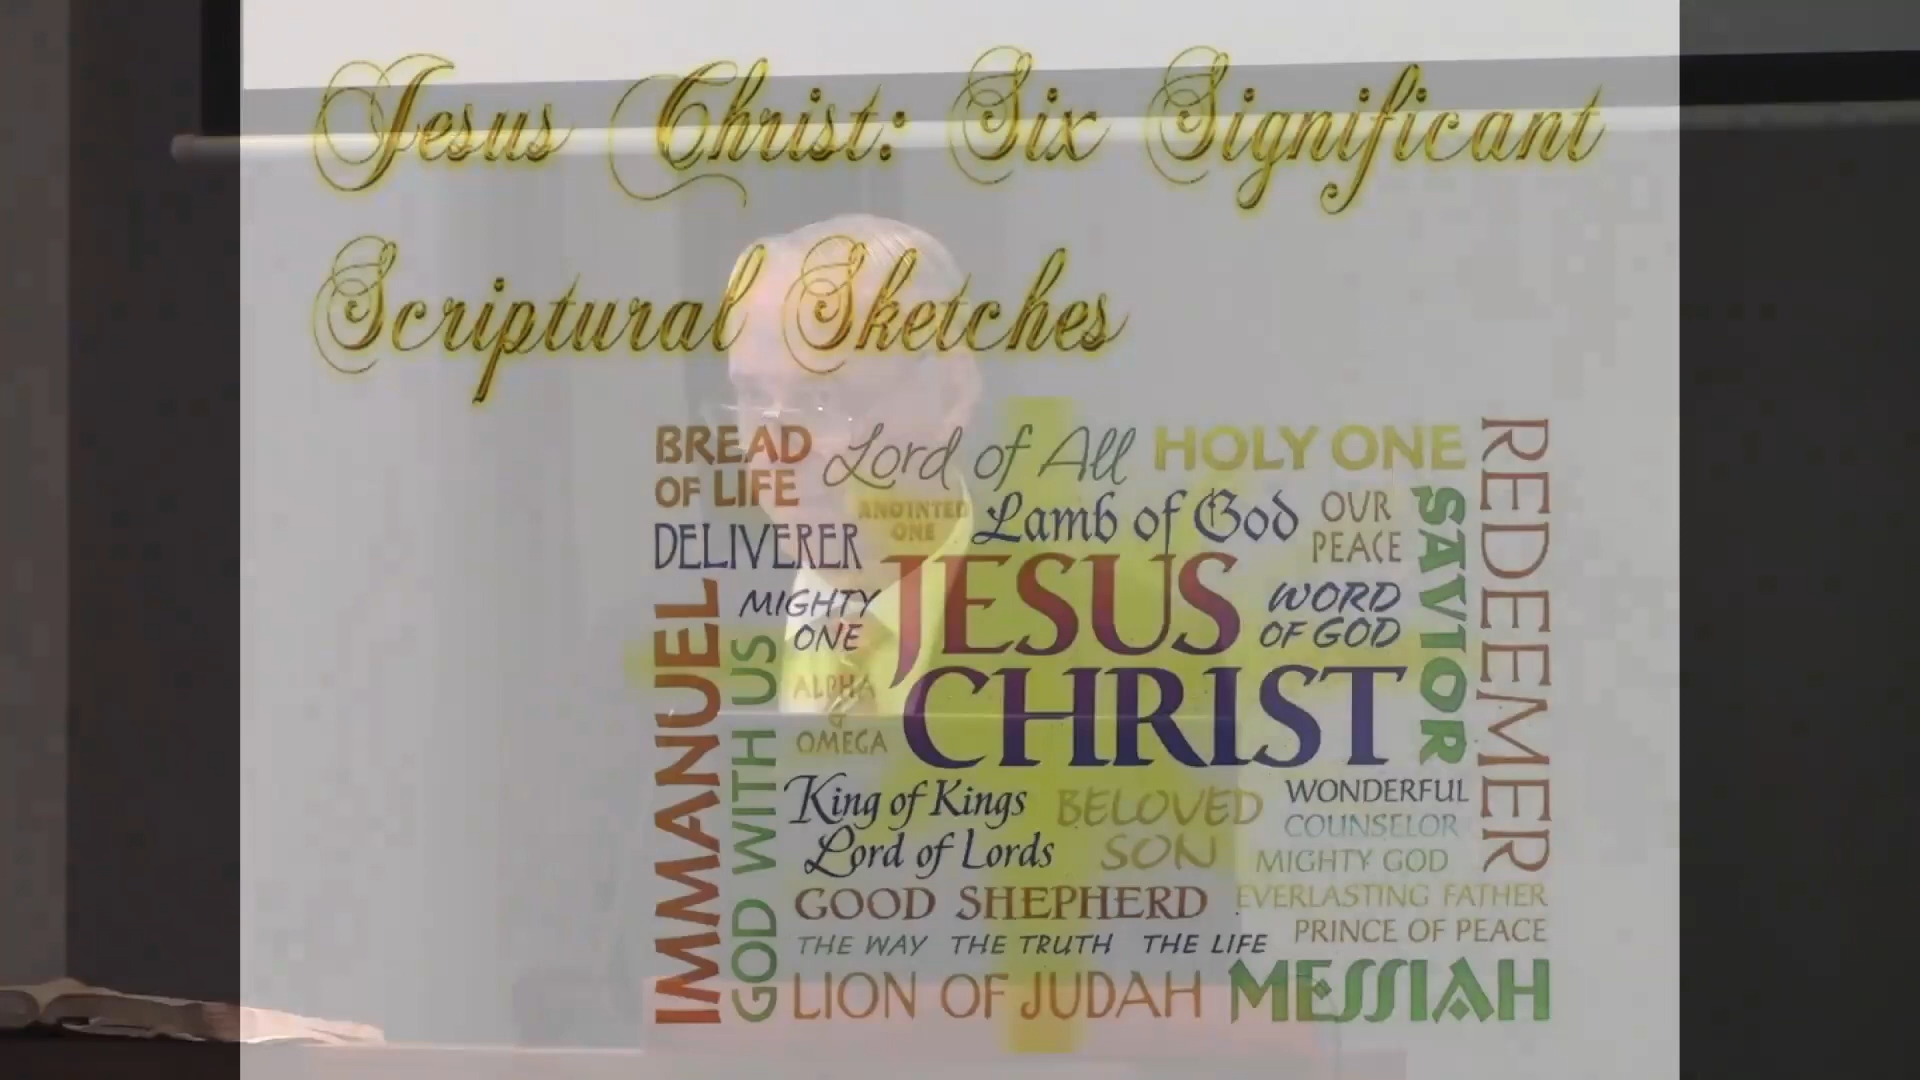 Jesus Christ: Six Significant
Scriptural Sketches
BREAD
OF LIFE
Lord of All
HOLY ONE
REDEEMER
ANOINTED
ONE
Lamb of God
OUR
PEACE
SAVIOR
DELIVERER
IMMANUEL
GOD WITH US
MIGHTY
ONE
JESUS
CHRIST
WORD
OF GOD
ALPHA
&
OMEGA
King of Kings
Lord of Lords
BELOVED
SON
WONDERFUL
COUNSELOR
MIGHTY GOD
EVERLASTING FATHER
PRINCE OF PEACE
GOOD SHEPHERD
THE WAY THE TRUTH THE LIFE
LION OF JUDAH
MESSIAH